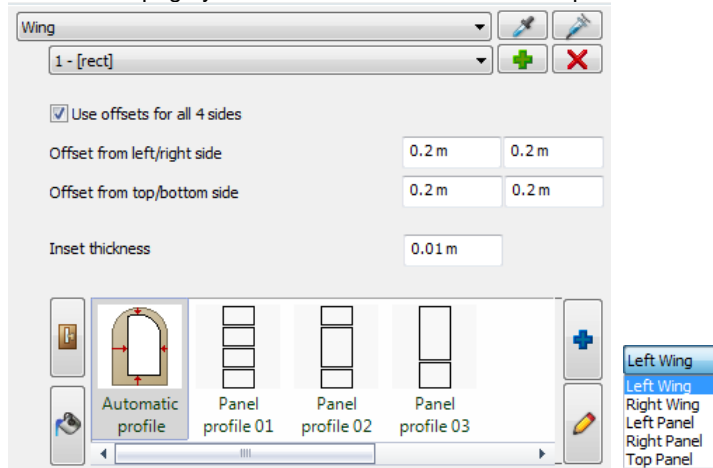 Wing
1 - [rect]
Use offsets for all 4 sides
Offset from left/right side 0.2 m 0.2 m
Offset from top/bottom side 0.2 m 0.2 m
Inset thickness 0.01 m
Automatic profile
Panel profile 01
Panel profile 02
Panel profile 03
Left Wing
Left Wing
Right Wing
Left Panel
Right Panel
Top Panel